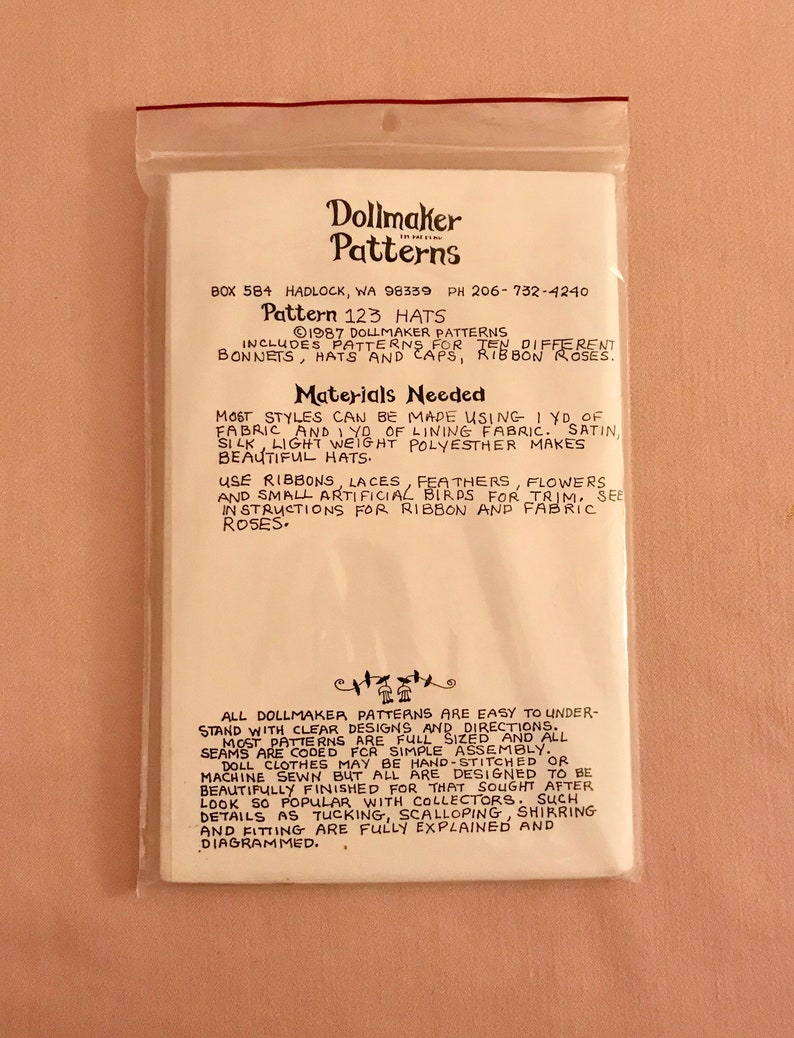 Dollmaker
Patterns
BOX 584 HADLOCK, WA 98339 PH 206-732-4240
Pattern 123 HATS
©1987 DOLLMAKER PATTERNS
INCLUDES PATTERNS FOR TEN DIFFERENT
BONNETS, HATS AND CAPS, RIBBON ROSES.
Materials Needed
MOST STYLES CAN BE MADE USING 1 YD OF
FABRIC AND 1 YD OF LINING FABRIC. SATIN,
SILK, LIGHT WEIGHT POLYESTHER MAKES
BEAUTIFUL HATS.
USE RIBBONS, LACES, FEATHERS, FLOWERS
AND SMALL ARTIFICIAL BIRDS FOR TRIM. SEE
INSTRUCTIONS FOR RIBBON AND FABRIC
ROSES.
ALL DOLLMAKER PATTERNS ARE EASY TO UNDER-
STAND WITH CLEAR DESIGNS AND DIRECTIONS.
MOST PATTERNS ARE FULL SIZED AND ALL
SEAMS ARE CODED FOR SIMPLE ASSEMBLY.
DOLL CLOTHES MAY BE HAND-STITCHED OR
MACHINE SEWN BUT ALL ARE DESIGNED TO BE
BEAUTIFULLY FINISHED FOR THAT SOUGHT AFTER
LOOK SO POPULAR WITH COLLECTORS. SUCH
DETAILS AS TUCKING, SCALLOPING, SHIRRING
AND FITTING ARE FULLY EXPLAINED AND
DIAGRAMMED.